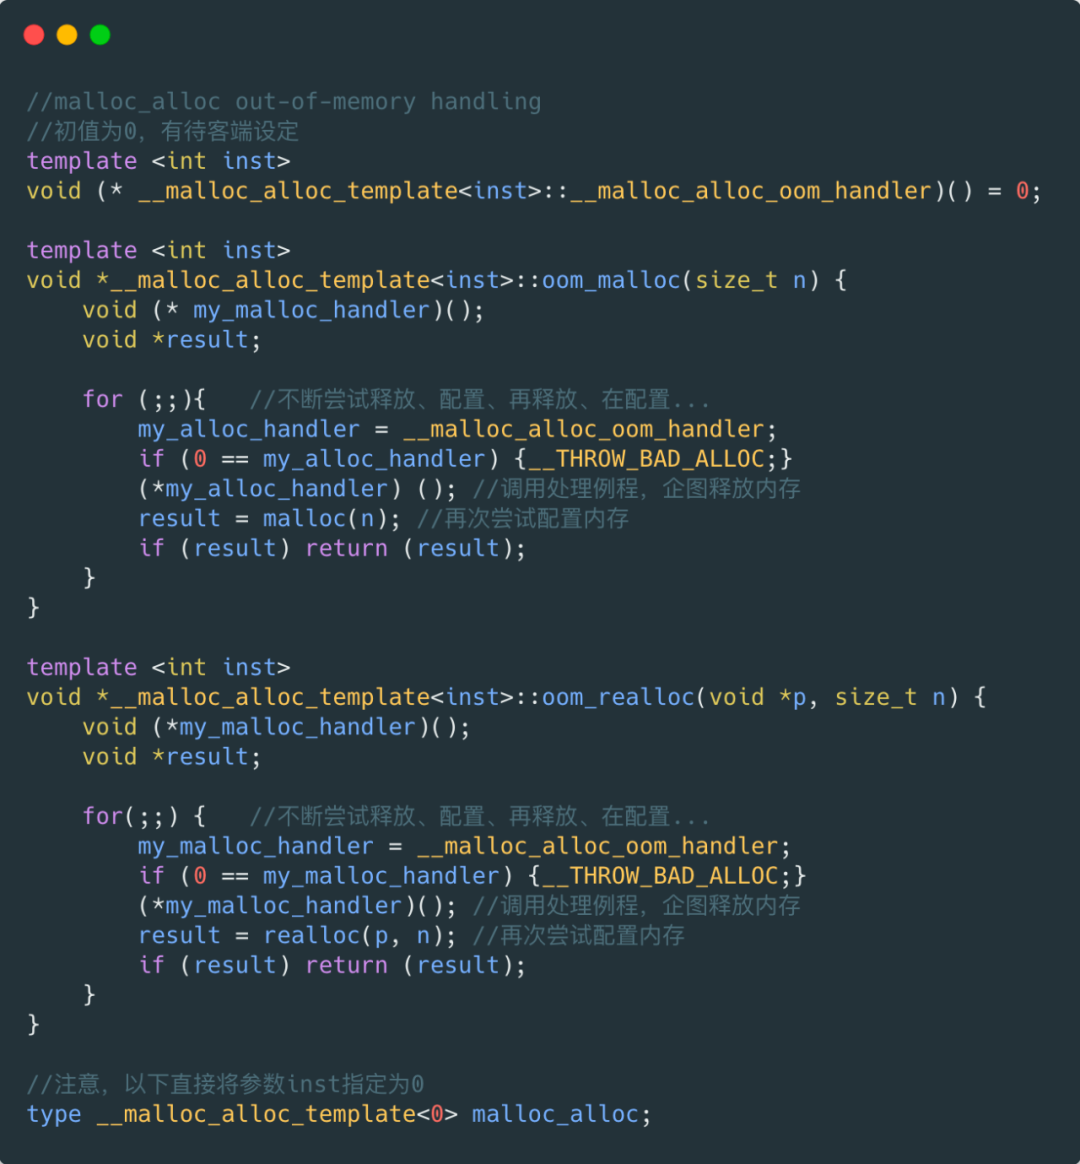 //malloc_alloc out-of-memory handling
//初值为0，有待客端设定
template <int inst>
void (* __malloc_alloc_template<inst>::__malloc_alloc_oom_handler)() = 0;
template <int inst>
void *__malloc_alloc_template<inst>::oom_malloc(size_t n) {
    void (* my_malloc_handler)();
    void *result;
    for (;;){   //不断尝试释放、配置、再释放、在配置...
        my_alloc_handler = __malloc_alloc_oom_handler;
        if (0 == my_alloc_handler) {__THROW_BAD_ALLOC;}
        (*my_alloc_handler) (); //调用处理例程，企图释放内存
        result = malloc(n); //再次尝试配置内存
        if (result) return (result);
    }
}
template <int inst>
void *__malloc_alloc_template<inst>::oom_realloc(void *p, size_t n) {
    void (*my_malloc_handler)();
    void *result;
    for(;;) {   //不断尝试释放、配置、再释放、在配置...
        my_malloc_handler = __malloc_alloc_oom_handler;
        if (0 == my_malloc_handler) {__THROW_BAD_ALLOC;}
        (*my_malloc_handler)(); //调用处理例程，企图释放内存
        result = realloc(p, n); //再次尝试配置内存
        if (result) return (result);
    }
}
//注意，以下直接将参数inst指定为0
type __malloc_alloc_template<0> malloc_alloc;